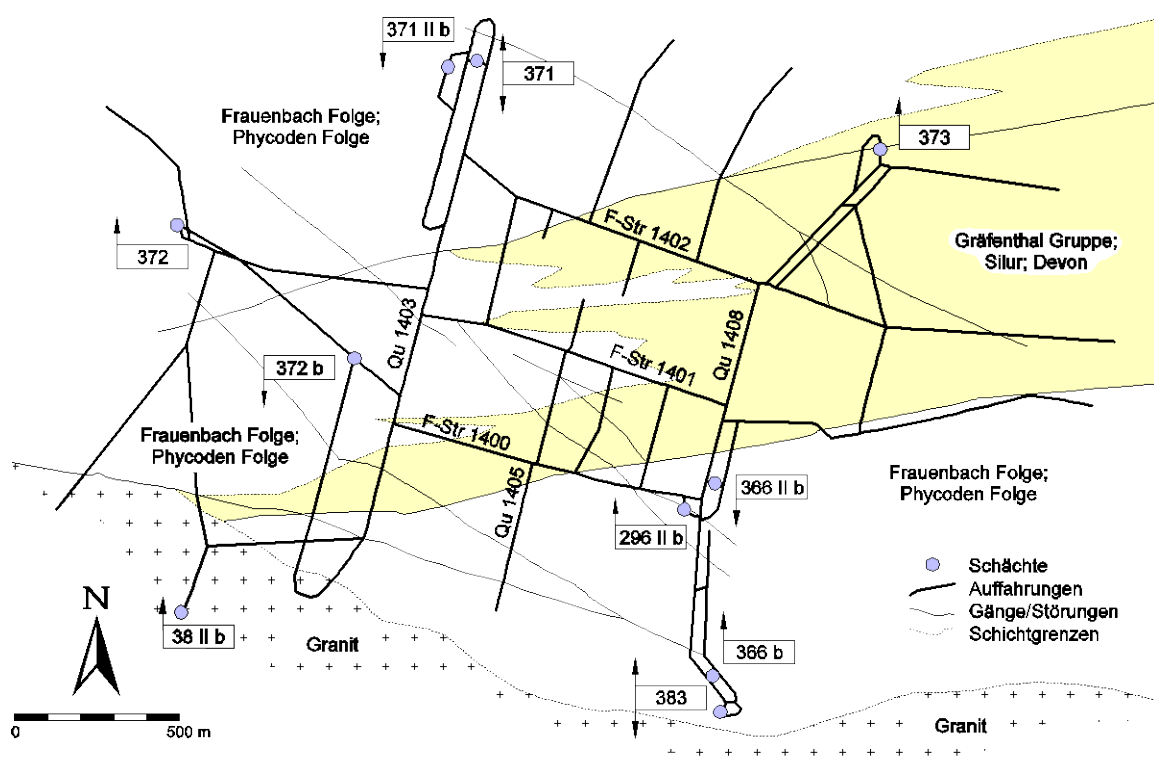 371 II b
371
Frauenbach Folge;
Phycoden Folge
373
F-Str 1402
Gräfenthal Gruppe;
Silur; Devon
372
Qu 1403
Qu 1408
372 b
F-Str 1401
F-Str 1400
Frauenbach Folge;
Phycoden Folge
Qu 1405
366 II b
Frauenbach Folge;
Phycoden Folge
296 II b
Schächte
Auffahrungen
Gänge/Störungen
Schichtgrenzen
N
38 II b
Granit
366 b
383
Granit
0
500 m